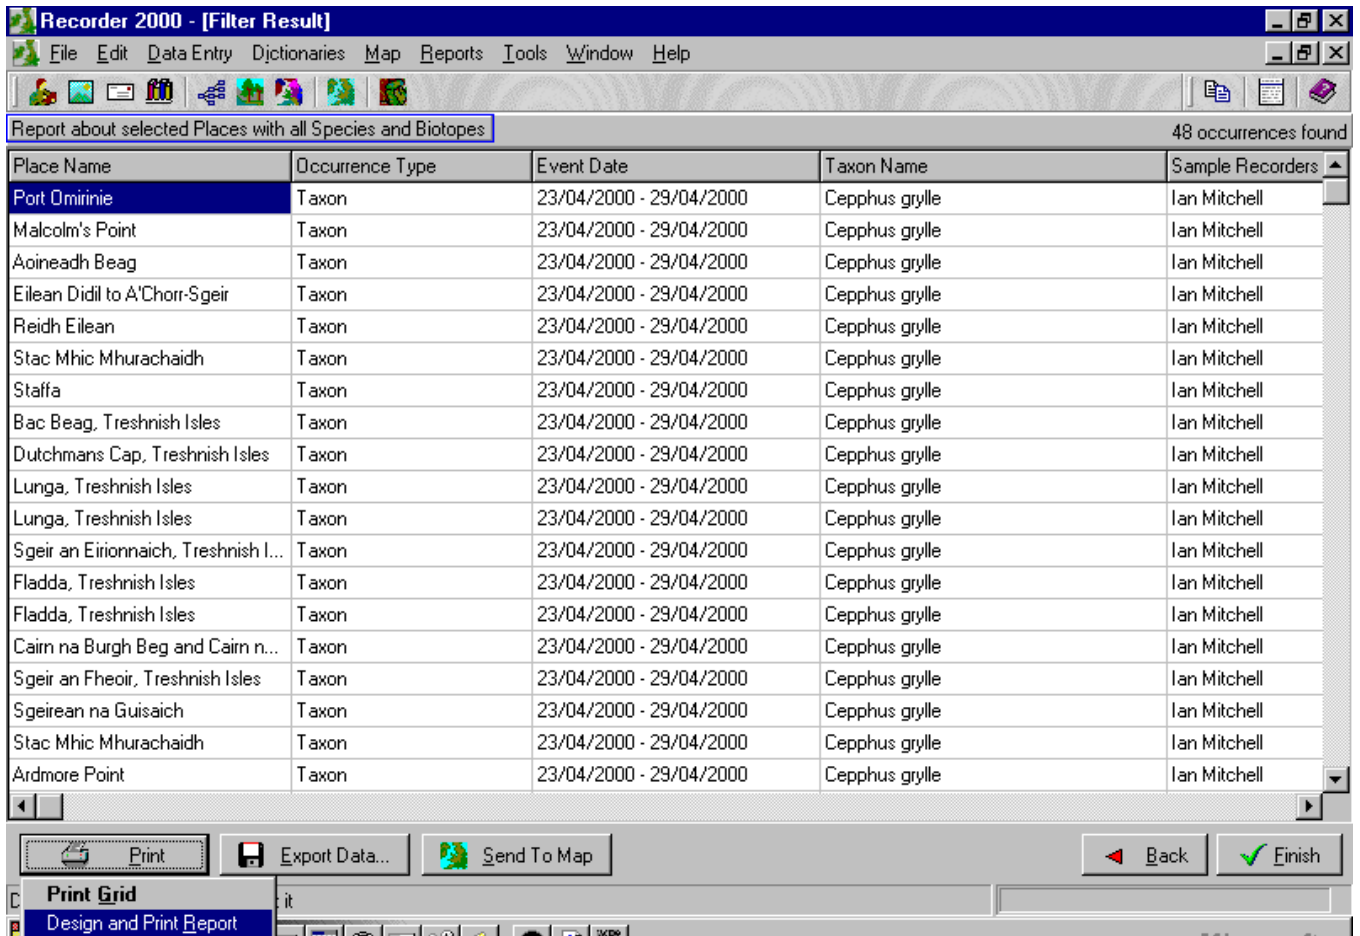 Recorder 2000 - [Filter Result]
File Edit Data Entry Dictionaries Map Reports Tools Window Help
Report about selected Places with all Species and Biotopes 48 occurrences found
Place Name Occurrence Type Event Date Taxon Name Sample Recorders
Port Omirinie Taxon 23/04/2000 - 29/04/2000 Cepphus grylle Ian Mitchell
Malcolm's Point Taxon 23/04/2000 - 29/04/2000 Cepphus grylle Ian Mitchell
Aoineadh Beag Taxon 23/04/2000 - 29/04/2000 Cepphus grylle Ian Mitchell
Eilean Didil to A'Chorr-Sgeir Taxon 23/04/2000 - 29/04/2000 Cepphus grylle Ian Mitchell
Reidh Eilean Taxon 23/04/2000 - 29/04/2000 Cepphus grylle Ian Mitchell
Stac Mhic Mhurachaidh Taxon 23/04/2000 - 29/04/2000 Cepphus grylle Ian Mitchell
Staffa Taxon 23/04/2000 - 29/04/2000 Cepphus grylle Ian Mitchell
Bac Beag, Treshnish Isles Taxon 23/04/2000 - 29/04/2000 Cepphus grylle Ian Mitchell
Dutchmans Cap, Treshnish Isles Taxon 23/04/2000 - 29/04/2000 Cepphus grylle Ian Mitchell
Lunga, Treshnish Isles Taxon 23/04/2000 - 29/04/2000 Cepphus grylle Ian Mitchell
Lunga, Treshnish Isles Taxon 23/04/2000 - 29/04/2000 Cepphus grylle Ian Mitchell
Sgeir an Eirionnaich, Treshnish I... Taxon 23/04/2000 - 29/04/2000 Cepphus grylle Ian Mitchell
Fladda, Treshnish Isles Taxon 23/04/2000 - 29/04/2000 Cepphus grylle Ian Mitchell
Fladda, Treshnish Isles Taxon 23/04/2000 - 29/04/2000 Cepphus grylle Ian Mitchell
Cairn na Burgh Beg and Cairn n... Taxon 23/04/2000 - 29/04/2000 Cepphus grylle Ian Mitchell
Sgeir an Fheoir, Treshnish Isles Taxon 23/04/2000 - 29/04/2000 Cepphus grylle Ian Mitchell
Sgeirean na Guisaich Taxon 23/04/2000 - 29/04/2000 Cepphus grylle Ian Mitchell
Stac Mhic Mhurachaidh Taxon 23/04/2000 - 29/04/2000 Cepphus grylle Ian Mitchell
Ardmore Point Taxon 23/04/2000 - 29/04/2000 Cepphus grylle Ian Mitchell
Print Export Data... Send To Map Back Finish
Print Grid it
Design and Print Report